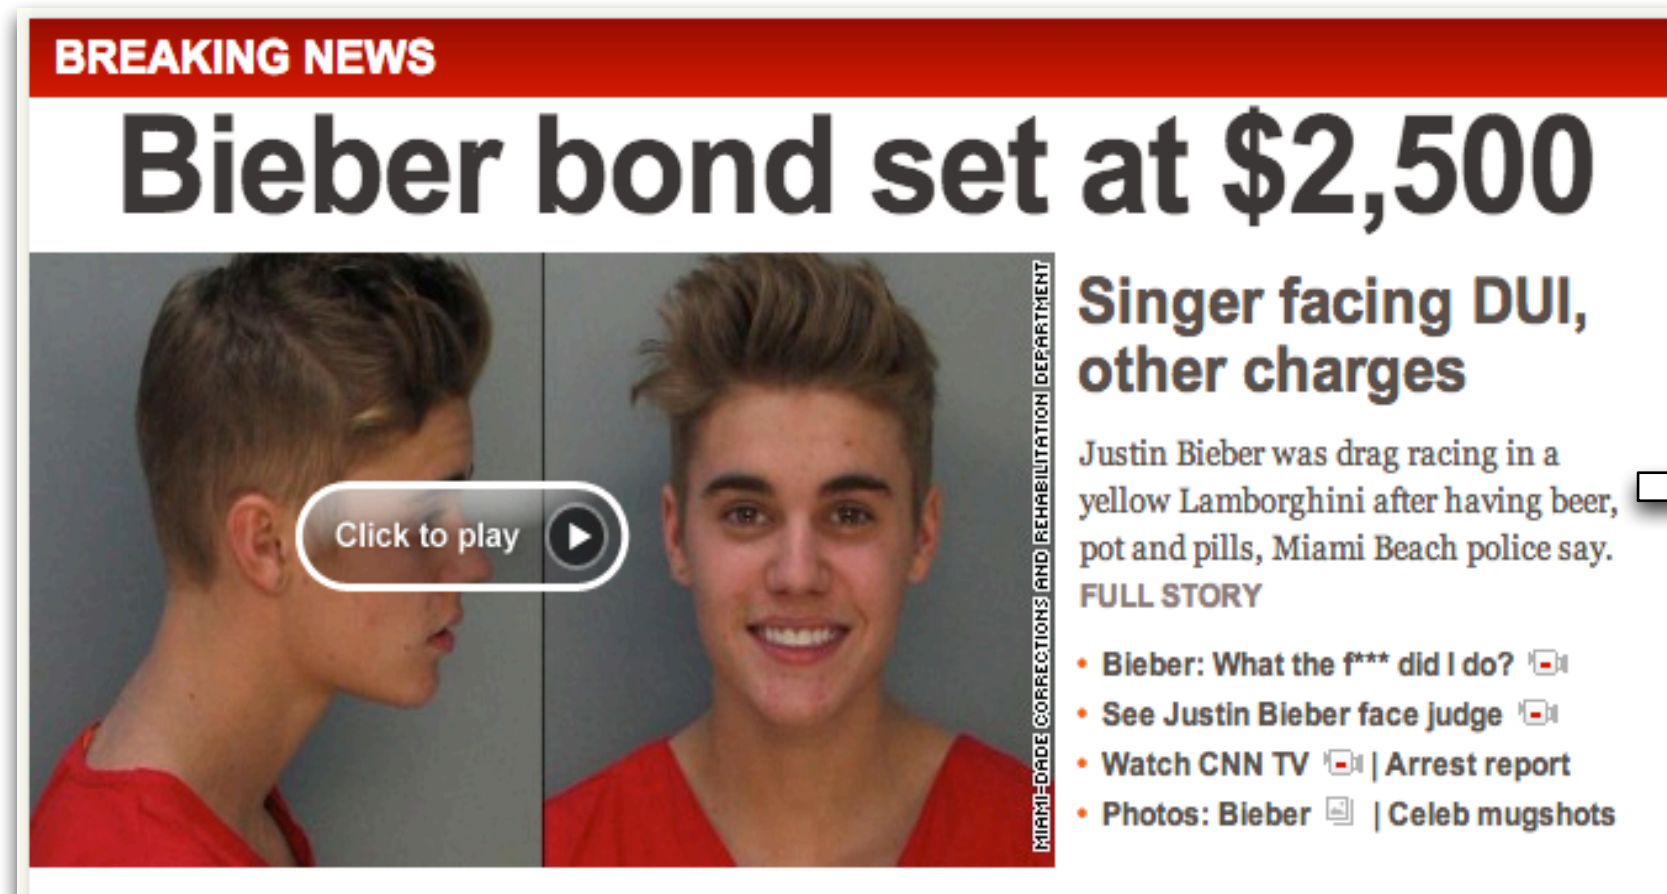 BREAKING NEWS
Bieber bond set at $2,500
Click to play
MIAMI-DADE CORRECTIONS AND REHABILITATION DEPARTMENT
Singer facing DUI,
other charges
Justin Bieber was drag racing in a
yellow Lamborghini after having beer,
pot and pills, Miami Beach police say.
FULL STORY
• Bieber: What the f*** did I do?
• See Justin Bieber face judge
• Watch CNN TV | Arrest report
• Photos: Bieber | Celeb mugshots